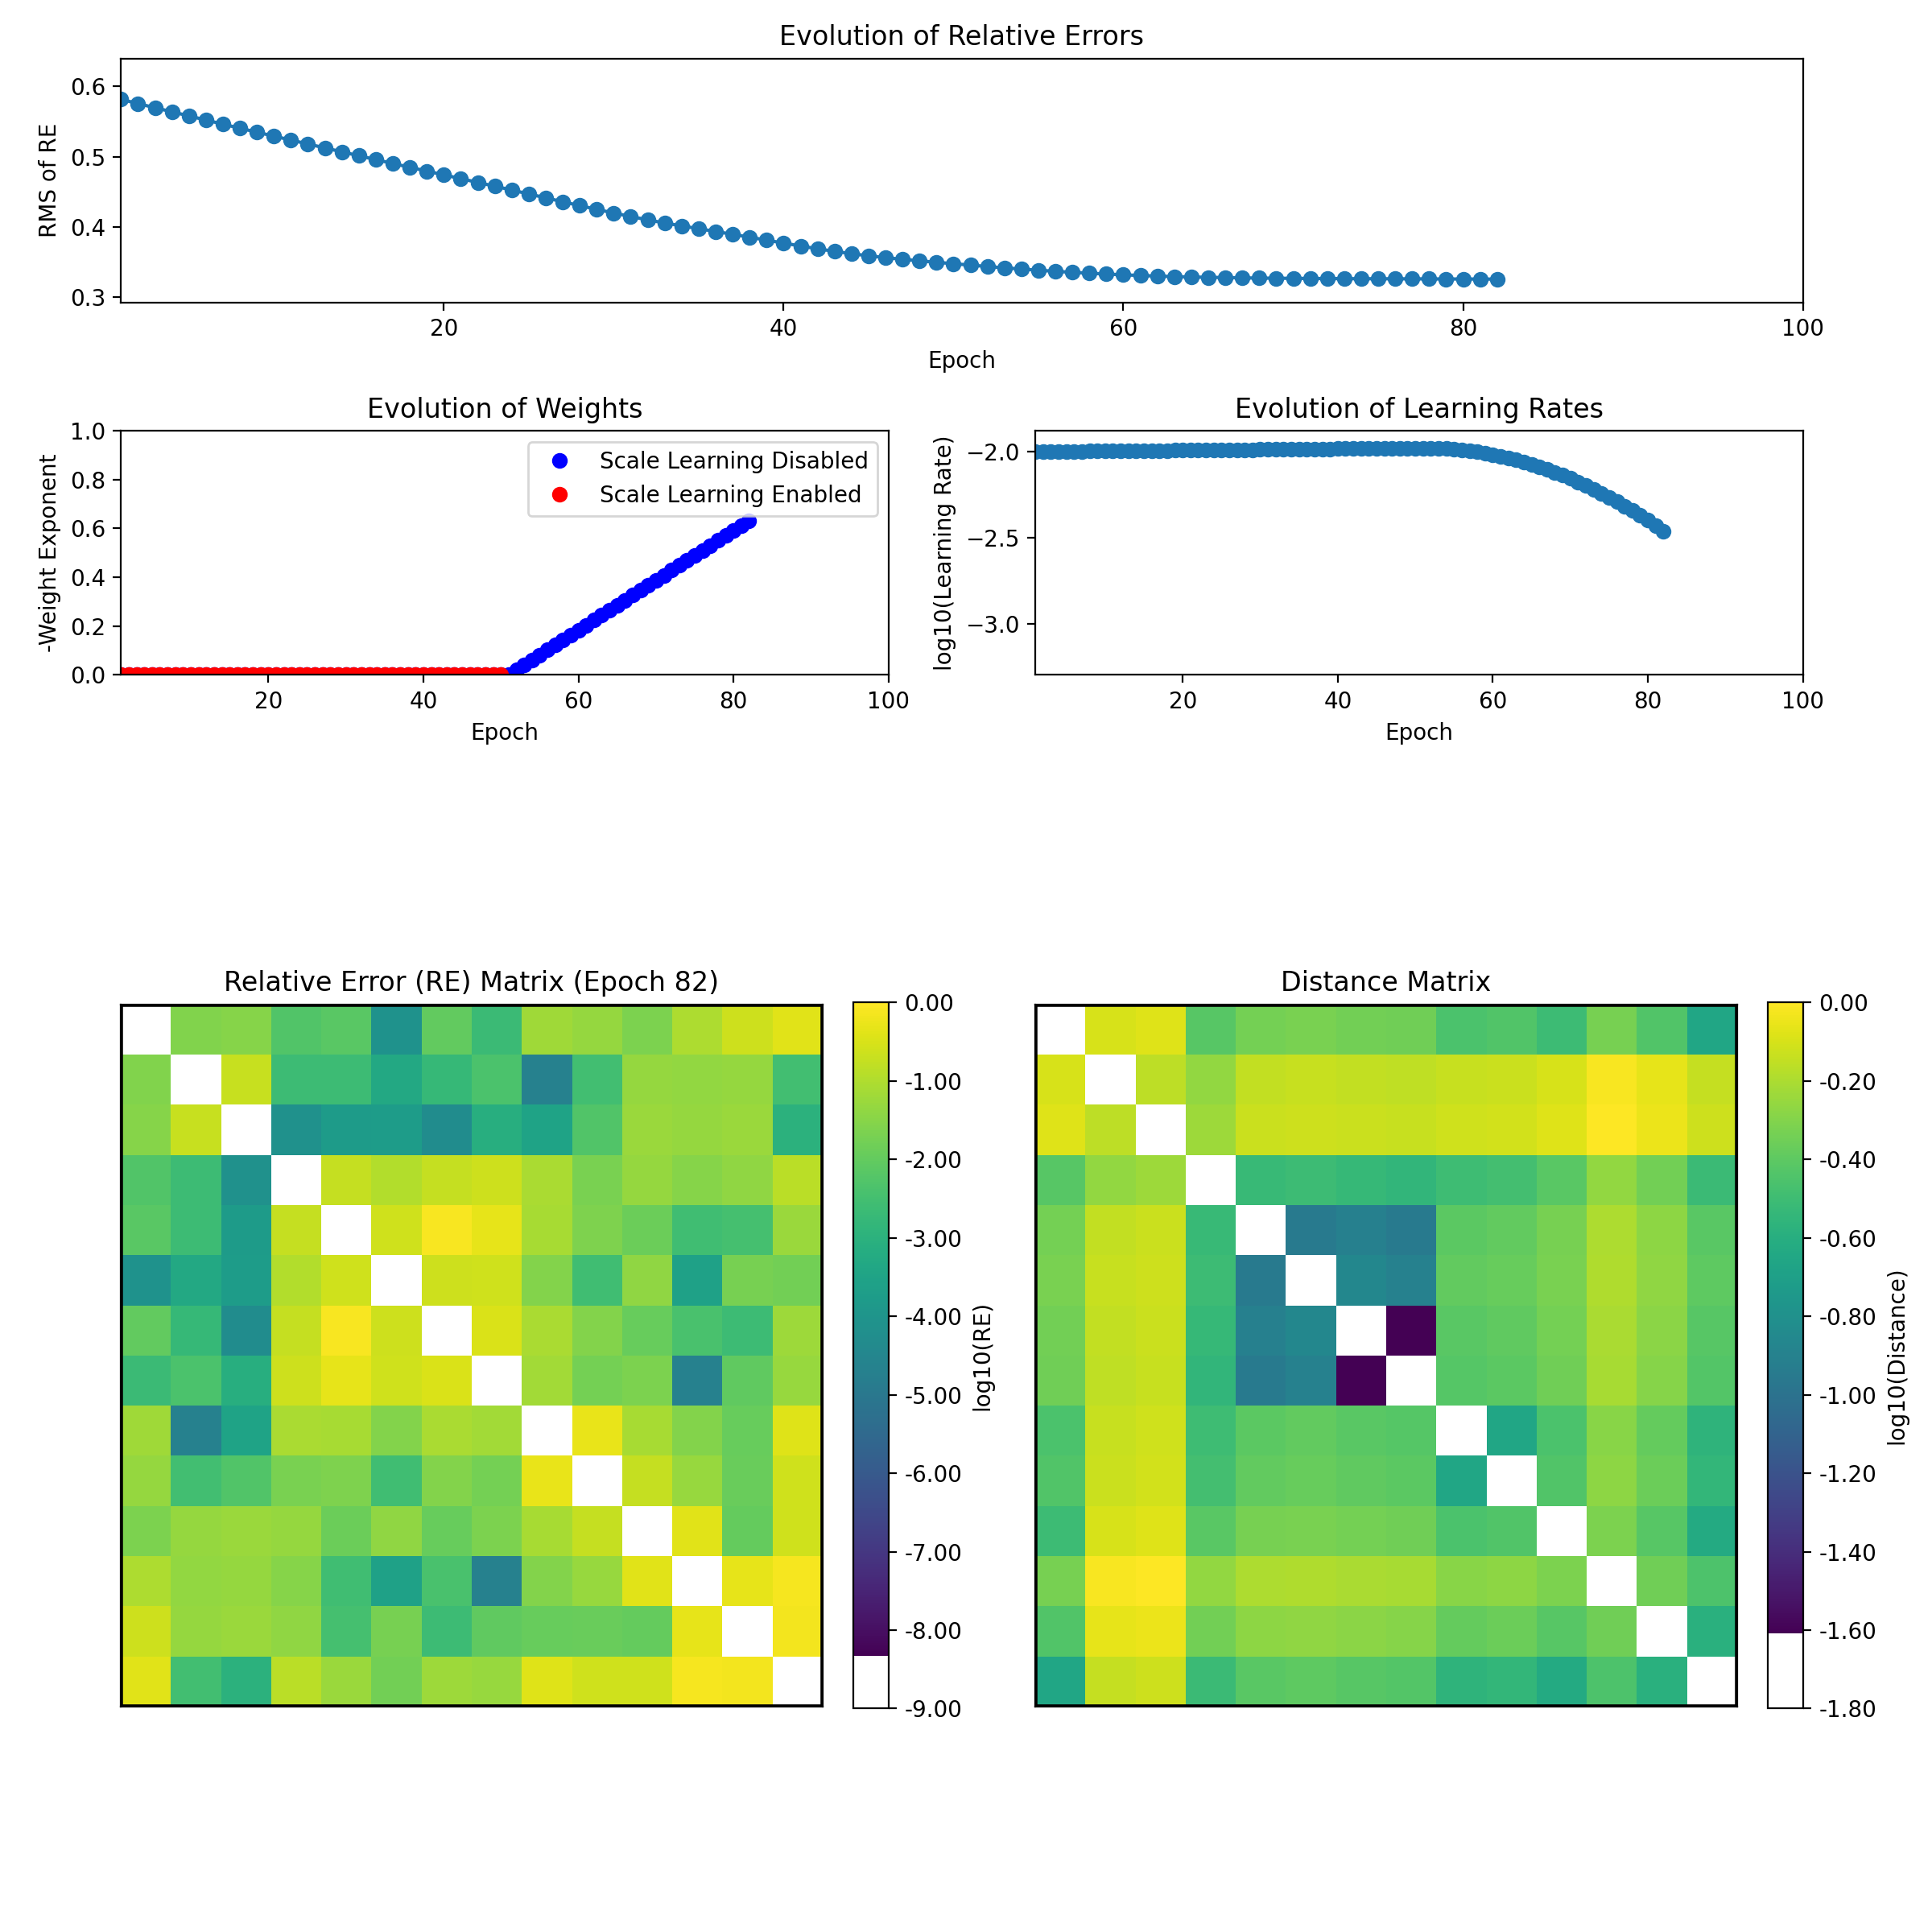 Evolution of Relative Errors
RMS of RE
0.6
0.5
0.4
0.3
20 40 60 80 100
Epoch
Evolution of Weights
-Weight Exponent
1.0
0.8
0.6
0.4
0.2
0.0
Scale Learning Disabled
Scale Learning Enabled
20 40 60 80 100
Epoch
Evolution of Learning Rates
log10(Learning Rate)
−2.0
−2.5
−3.0
20 40 60 80 100
Epoch
Relative Error (RE) Matrix (Epoch 82)
0.00
-1.00
-2.00
-3.00
-4.00
-5.00
-6.00
-7.00
-8.00
-9.00
log10(RE)
Distance Matrix
0.00
-0.20
-0.40
-0.60
-0.80
-1.00
-1.20
-1.40
-1.60
-1.80
log10(Distance)